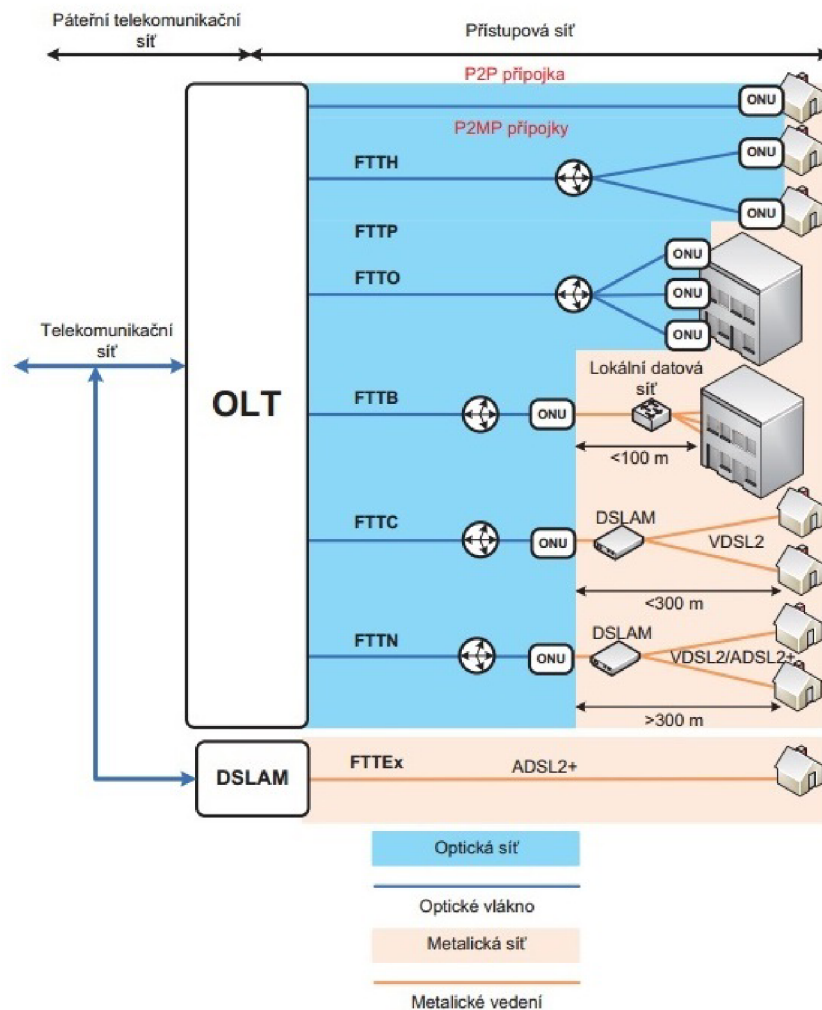 Páteřní telekomunikační
síť
Přístupová síť
P2P přípojka
ONU
P2MP přípojky
ONU
FTTH
ONU
FTTP
ONU
FTTO
ONU
ONU
Telekomunikační
síť
Lokální datová
síť
OLT
FTTB
ONU
<100 m
FTTC
DSLAM
ONU
VDSL2
<300 m
FTTN
DSLAM
ONU
VDSL2/ADSL2+
>300 m
DSLAM
FTTEx
ADSL2+
Optická síť
Optické vlákno
Metalická síť
Metalické vedení